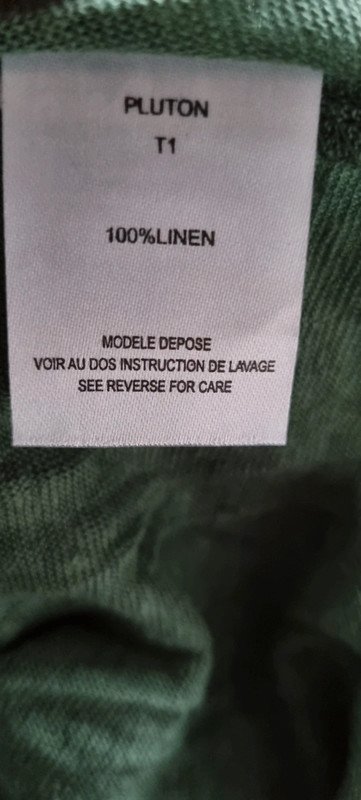 PLUTON
T1
100%LINEN
MODELE DEPOSE
VOIR AU DOS INSTRUCTION DE LAVAGE
SEE REVERSE FOR CARE